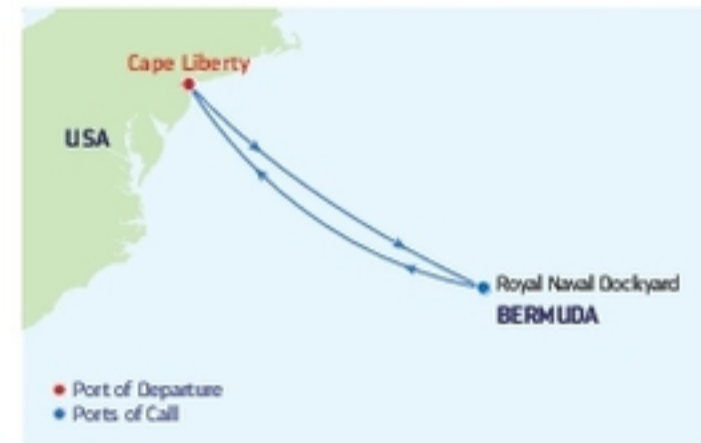 Cape Liberty
USA
Royal Naval Dockyard
BERMUDA
Port of Departure
Ports of Call